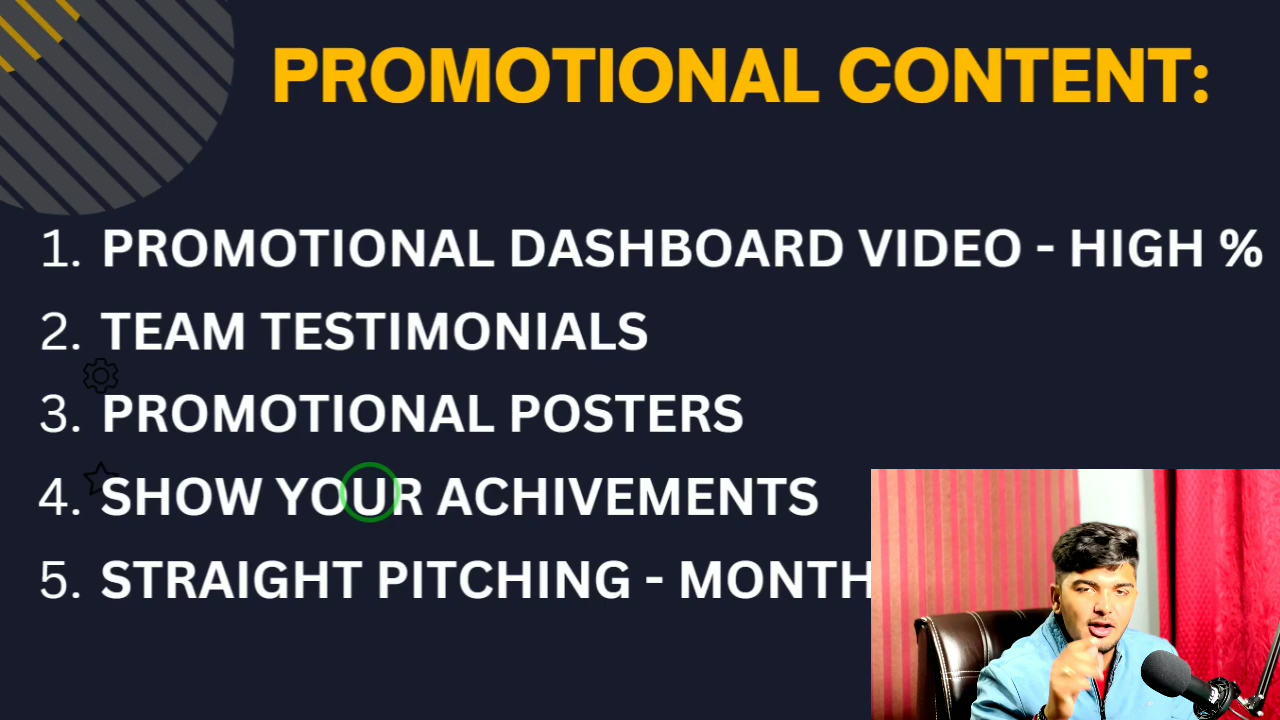 PROMOTIONAL CONTENT:
1. PROMOTIONAL DASHBOARD VIDEO - HIGH %
2. TEAM TESTIMONIALS
3. PROMOTIONAL POSTERS
4. SHOW YOUR ACHIVEMENTS
5. STRAIGHT PITCHING - MONTH